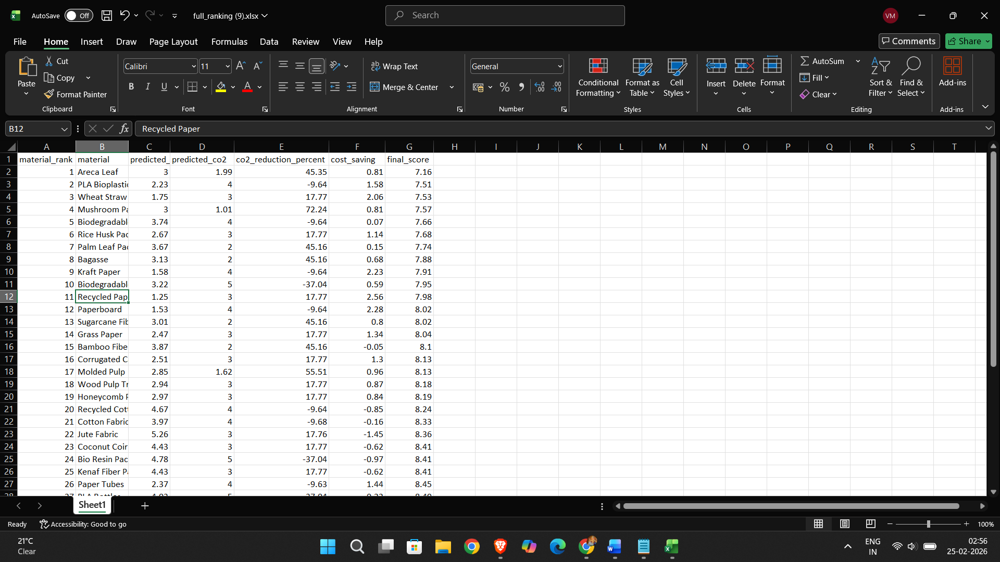 AutoSave Off full_ranking (9).xlsx Search VM
File Home Insert Draw Page Layout Formulas Data Review View Help Comments Share
Paste Cut Copy Format Painter Clipboard
Calibri 11 B I U A Font
Wrap Text Merge & Center Alignment
General % Number
Conditional Formatting Format as Table Cell Styles Styles
Insert Delete Format Cells
AutoSum Fill Clear Sort & Filter Find & Select Editing
Add-ins Add-ins
B12 fx Recycled Paper
A B C D E F G H I J K L M N O P Q R S T
1 material_rank material predicted_ predicted_co2 co2_reduction_percent cost_saving final_score
2 1 Areca Leaf 3 1.99 45.35 0.81 7.16
3 2 PLA Bioplastic 2.23 4 -9.64 1.58 7.51
4 3 Wheat Straw 1.75 3 17.77 2.06 7.53
5 4 Mushroom Pa 3 1.01 72.24 0.81 7.57
6 5 Biodegradabl 3.74 4 -9.64 0.07 7.66
7 6 Rice Husk Pac 2.67 3 17.77 1.14 7.68
8 7 Palm Leaf Pac 3.67 2 45.16 0.15 7.74
9 8 Bagasse 3.13 2 45.16 0.68 7.88
10 9 Kraft Paper 1.58 4 -9.64 2.23 7.91
11 10 Biodegradabl 3.22 5 -37.04 0.59 7.95
12 11 Recycled Pap 1.25 3 17.77 2.56 7.98
13 12 Paperboard 1.53 4 -9.64 2.28 8.02
14 13 Sugarcane Fib 3.01 2 45.16 0.8 8.02
15 14 Grass Paper 2.47 3 17.77 1.34 8.04
16 15 Bamboo Fibe 3.87 2 45.16 -0.05 8.1
17 16 Corrugated C 2.51 3 17.77 1.3 8.13
18 17 Molded Pulp 2.85 1.62 55.51 0.96 8.13
19 18 Wood Pulp Tr 2.94 3 17.77 0.87 8.18
20 19 Honeycomb P 2.97 3 17.77 0.84 8.19
21 20 Recycled Cott 4.67 4 -9.64 -0.85 8.24
22 21 Cotton Fabric 3.97 4 -9.68 -0.16 8.33
23 22 Jute Fabric 5.26 3 17.76 -1.45 8.36
24 23 Coconut Coir 4.43 3 17.77 -0.62 8.41
25 24 Bio Resin Pac 4.78 5 -37.04 -0.97 8.41
26 25 Kenaf Fiber Pa 4.43 3 17.77 -0.62 8.41
27 26 Paper Tubes 2.37 4 -9.63 1.44 8.45
Sheet1
Ready Accessibility: Good to go 100%
21°C
Clear
ENG
IN
02:56
25-02-2026